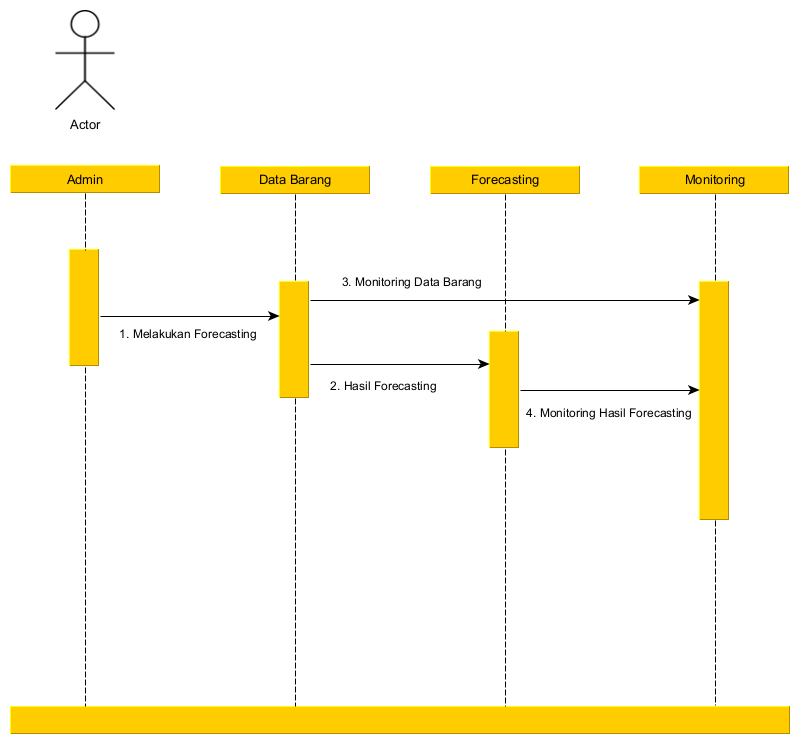 Actor
Admin
Data Barang
Forecasting
Monitoring
3. Monitoring Data Barang
1. Melakukan Forecasting
2. Hasil Forecasting
4. Monitoring Hasil Forecasting